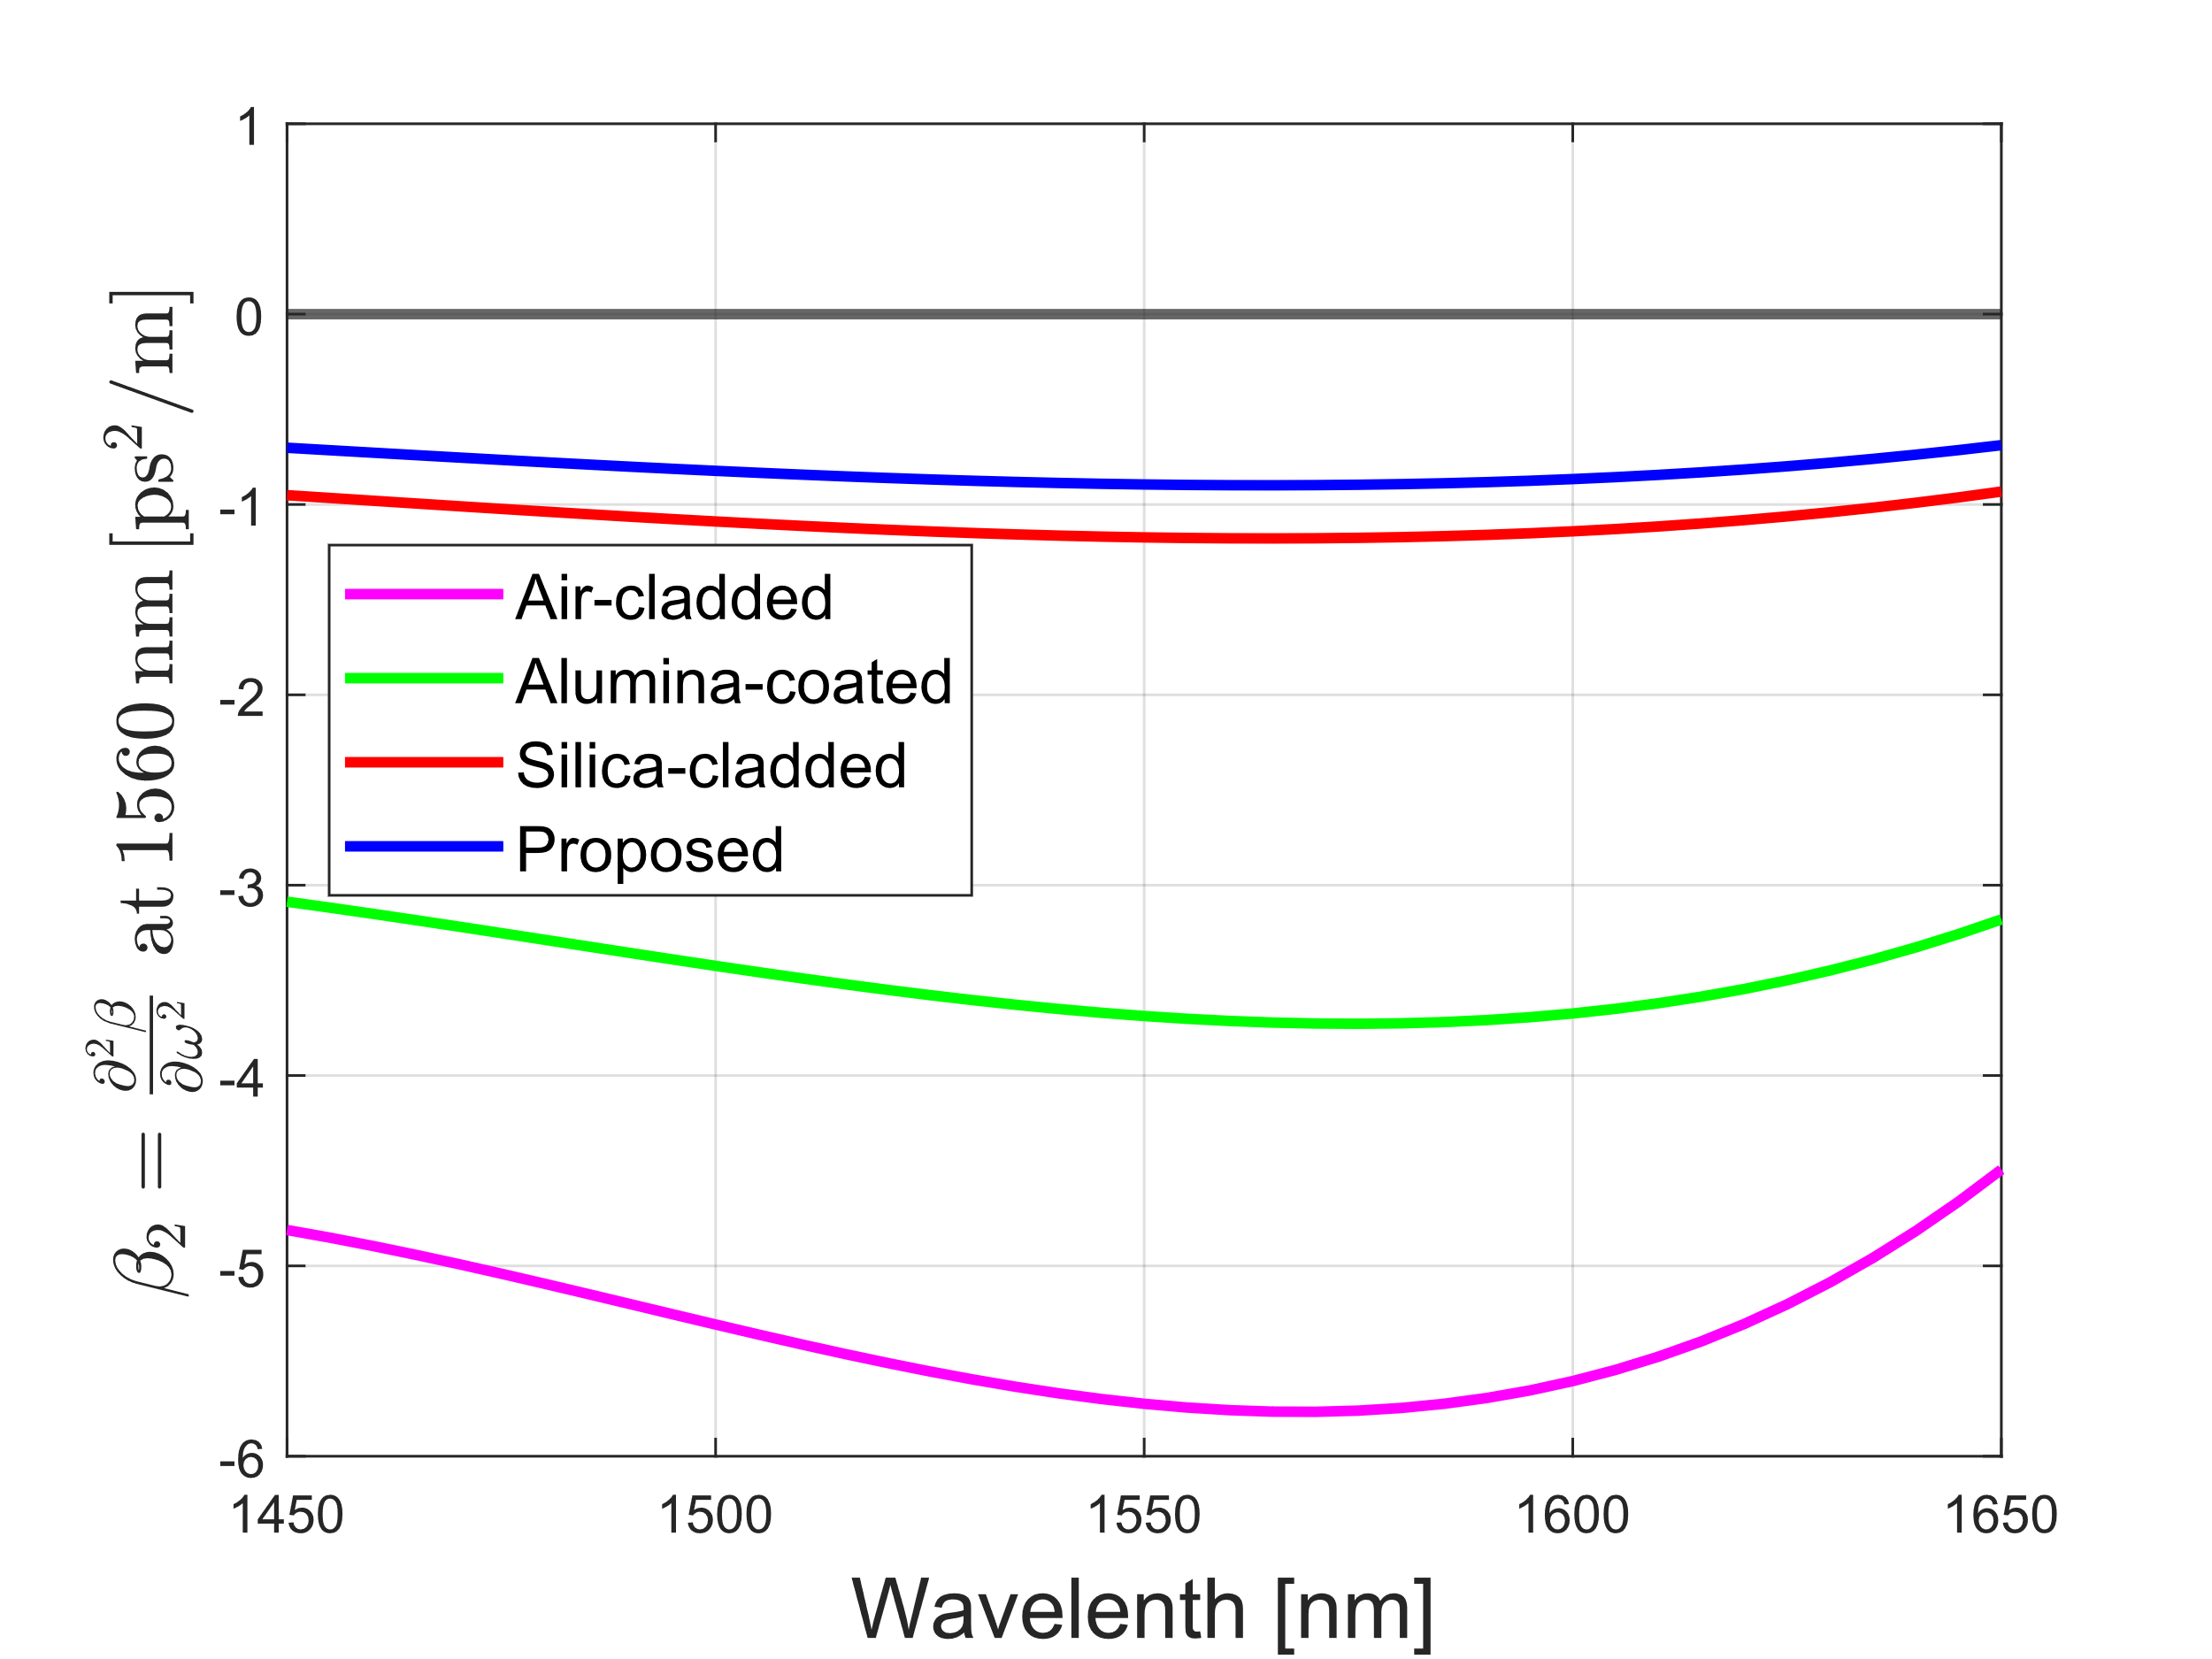 β₂ = ∂²β/∂ω² at 1560 nm [ps²/m]
1
0
-1
-2
-3
-4
-5
-6
Air-cladded
Alumina-coated
Silica-cladded
Proposed
1450 1500 1550 1600 1650
Wavelenth [nm]